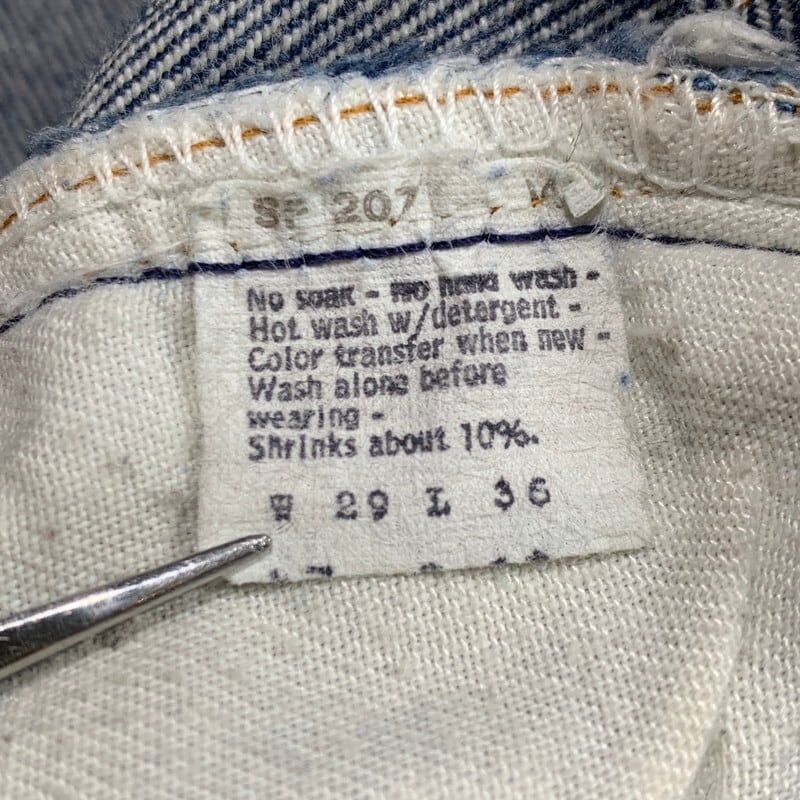 SF 207
No soak - No hand wash -
Hot wash w/detergent -
Color transfer when new -
Wash alone before
wearing -
Shrinks about 10%.
W 29 L 36